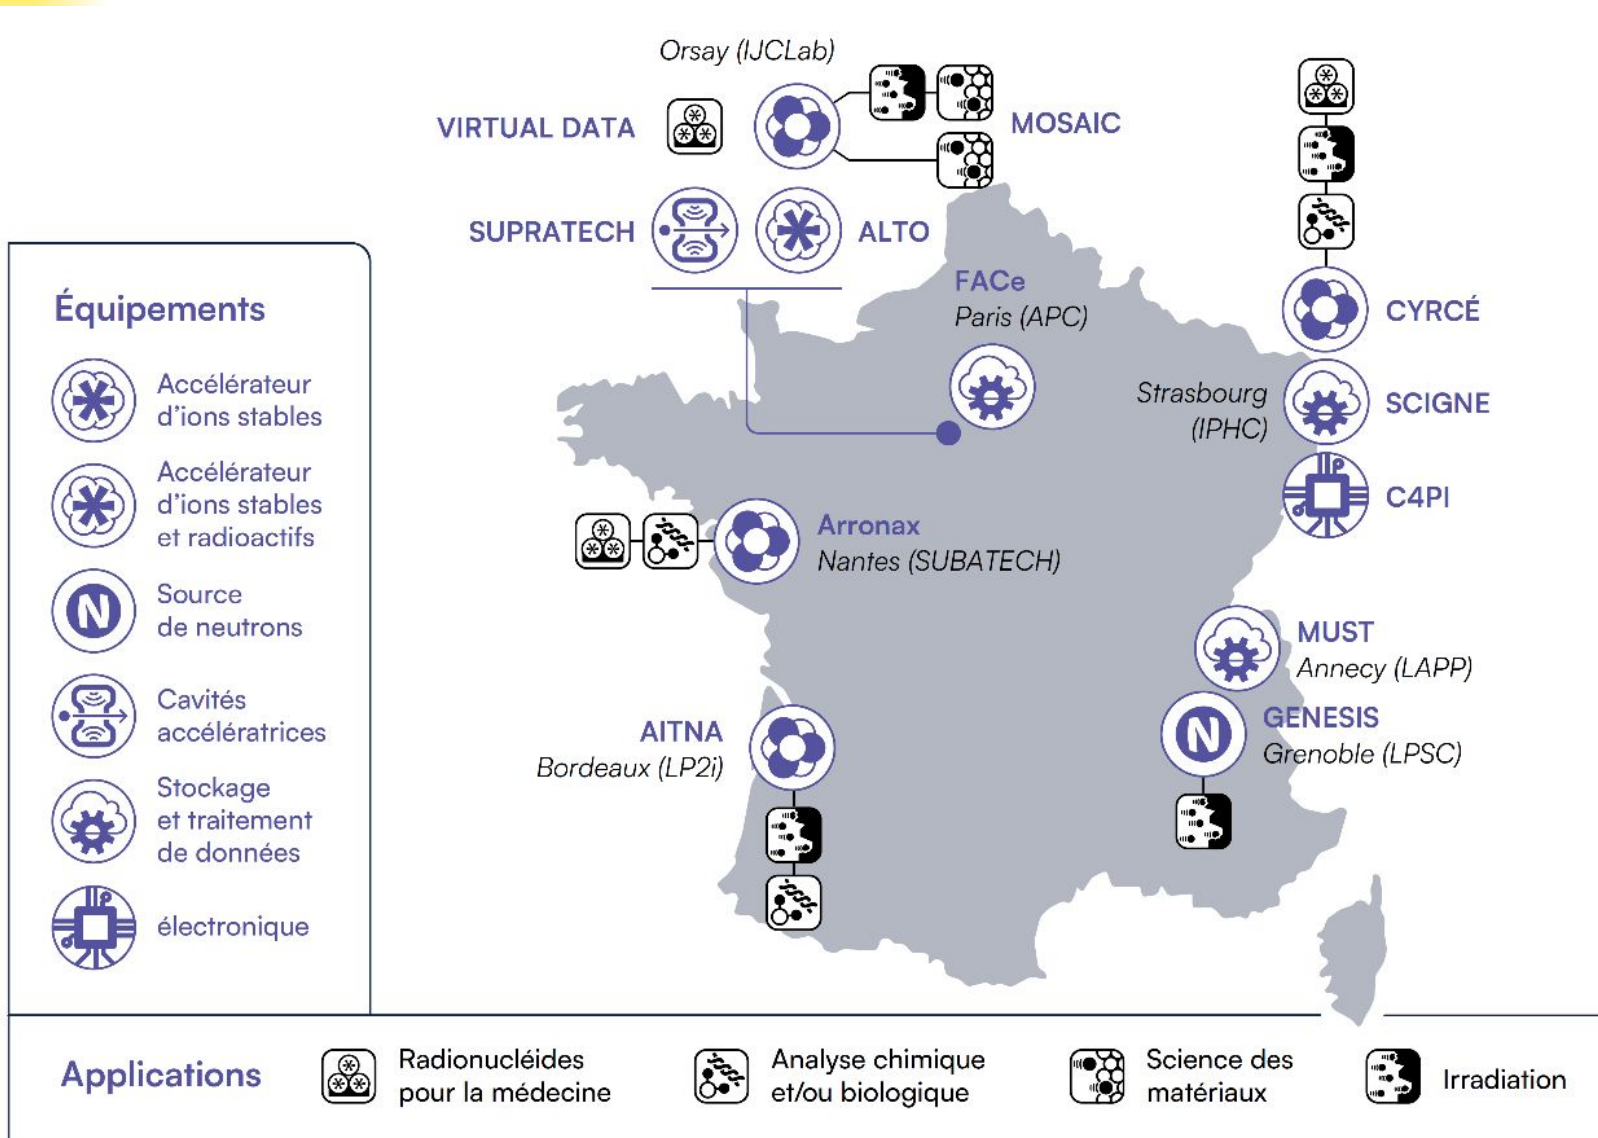 Orsay (IJCLab)
VIRTUAL DATA
MOSAIC
SUPRATECH
ALTO
FACe
Paris (APC)
CYRCÉ
Strasbourg
(IPHC)
SCIGNE
C4PI
Arronax
Nantes (SUBATECH)
MUST
Annecy (LAPP)
GENESIS
Grenoble (LPSC)
AITNA
Bordeaux (LP2i)
N
Équipements
Accélérateur
d'ions stables
Accélérateur
d'ions stables
et radioactifs
N
Source
de neutrons
Cavités
accélératrices
Stockage
et traitement
de données
électronique
Applications
Radionucléides
pour la médecine
Analyse chimique
et/ou biologique
Science des
matériaux
Irradiation